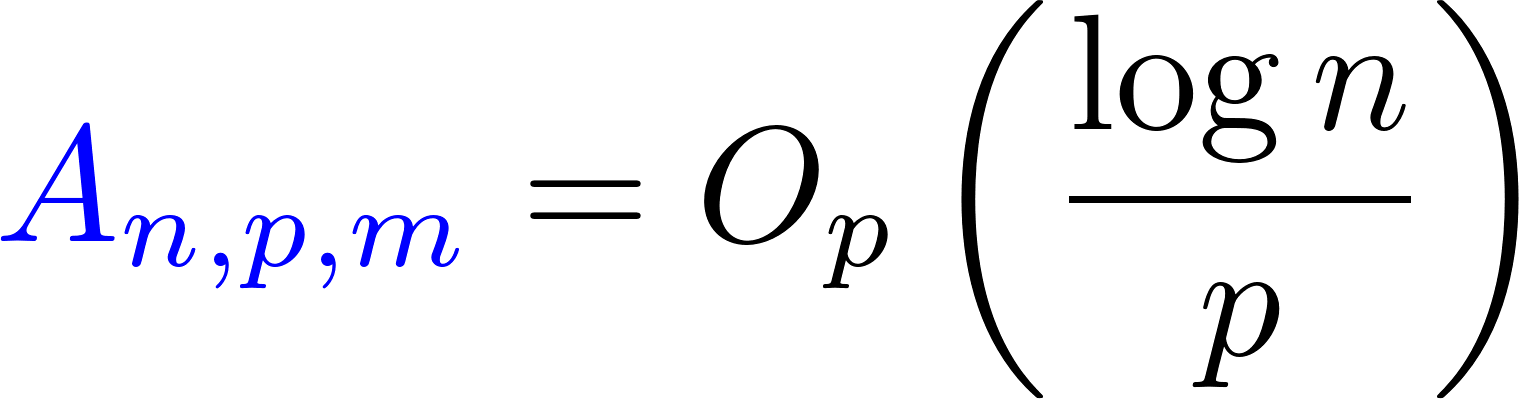 $A_{n,p,m} = O_p \left( \frac{\log n}{p} \right)$